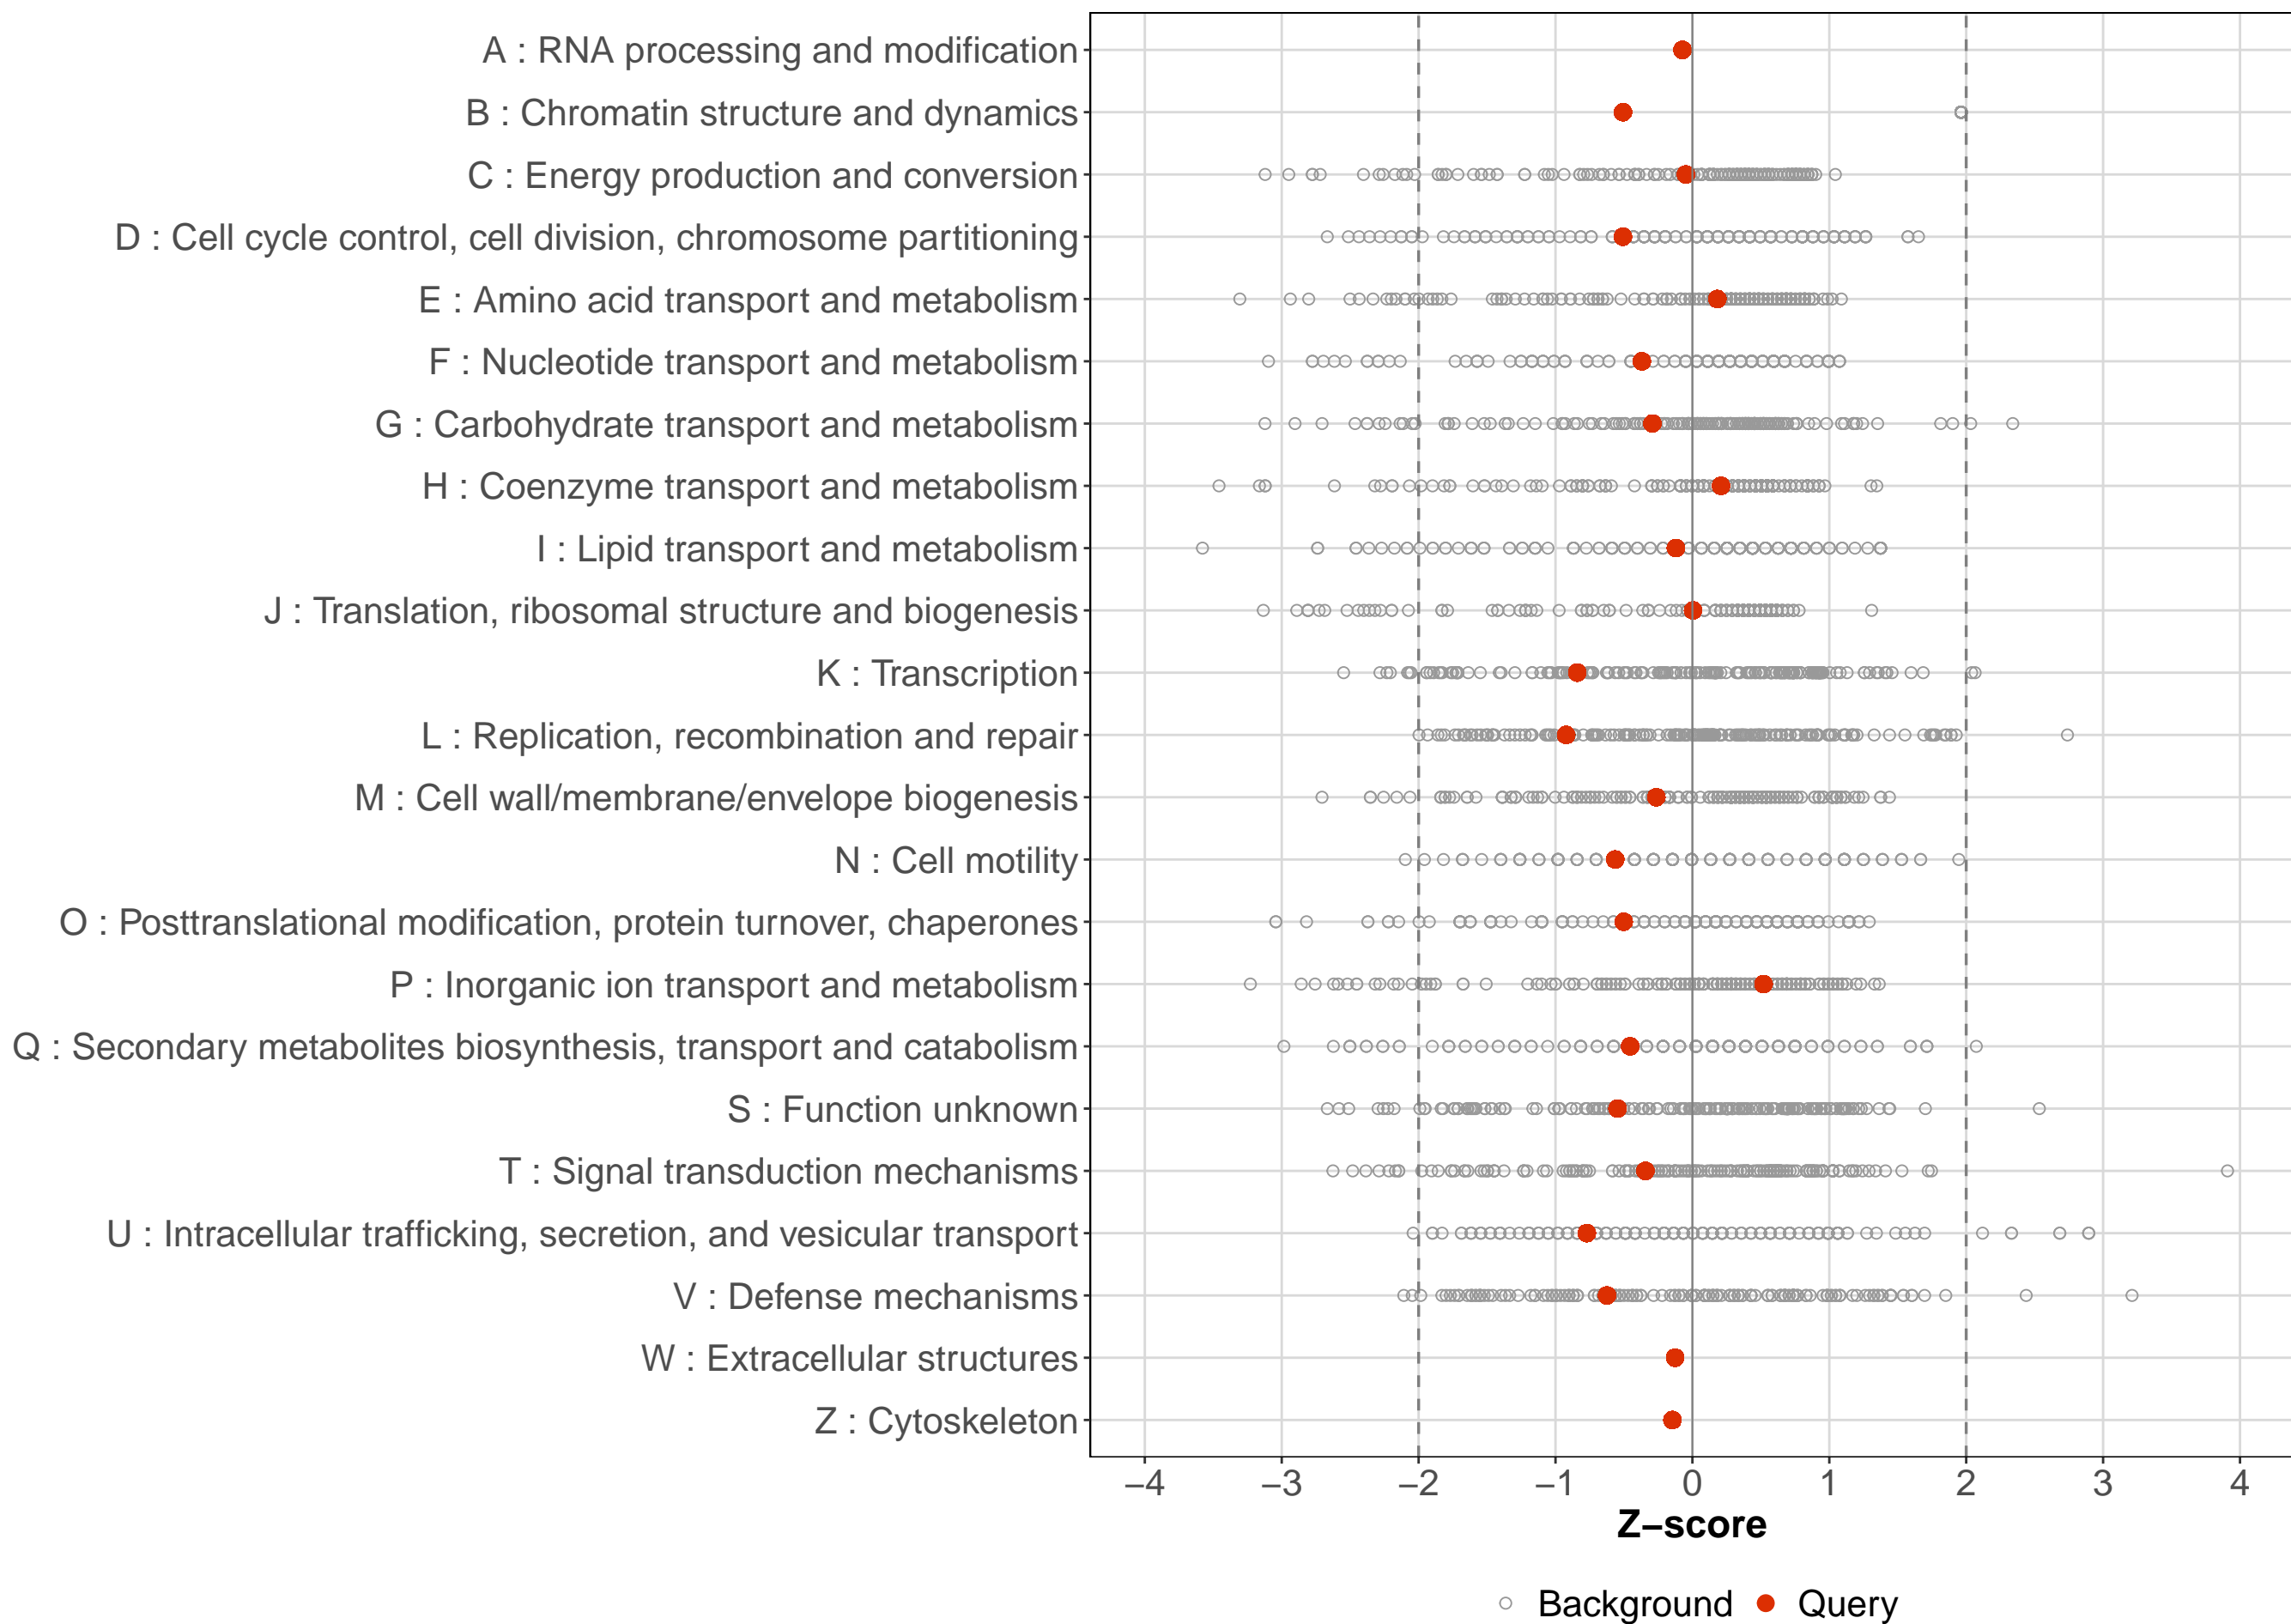 A : RNA processing and modification
B : Chromatin structure and dynamics
C : Energy production and conversion
D : Cell cycle control, cell division, chromosome partitioning
E : Amino acid transport and metabolism
F : Nucleotide transport and metabolism
G : Carbohydrate transport and metabolism
H : Coenzyme transport and metabolism
I : Lipid transport and metabolism
J : Translation, ribosomal structure and biogenesis
K : Transcription
L : Replication, recombination and repair
M : Cell wall/membrane/envelope biogenesis
N : Cell motility
O : Posttranslational modification, protein turnover, chaperones
P : Inorganic ion transport and metabolism
Q : Secondary metabolites biosynthesis, transport and catabolism
S : Function unknown
T : Signal transduction mechanisms
U : Intracellular trafficking, secretion, and vesicular transport
V : Defense mechanisms
W : Extracellular structures
Z : Cytoskeleton
−4 −3 −2 −1 0 1 2 3 4
Z−score
Background Query